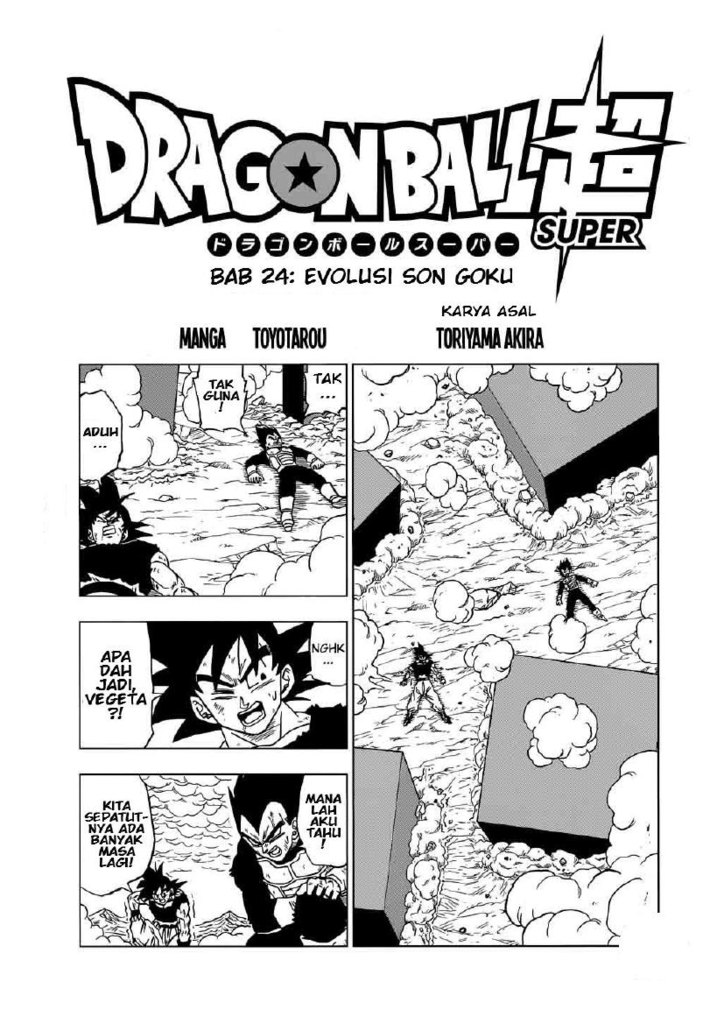 DRAGON BALL超
SUPER
ドラゴンボールスーパー
BAB 24: EVOLUSI SON GOKU
KARYA ASAL
MANGA TOYOTAROU TORIYAMA AKIRA
TAK
...
TAK
GUNA
!
ADUH
...
NGHK
...
APA
DAH
JADI,
VEGETA
?!
MANA
LAH
AKU
TAHU
!
KITA
SEPATUT-
NYA ADA
BANYAK
MASA
LAGI!